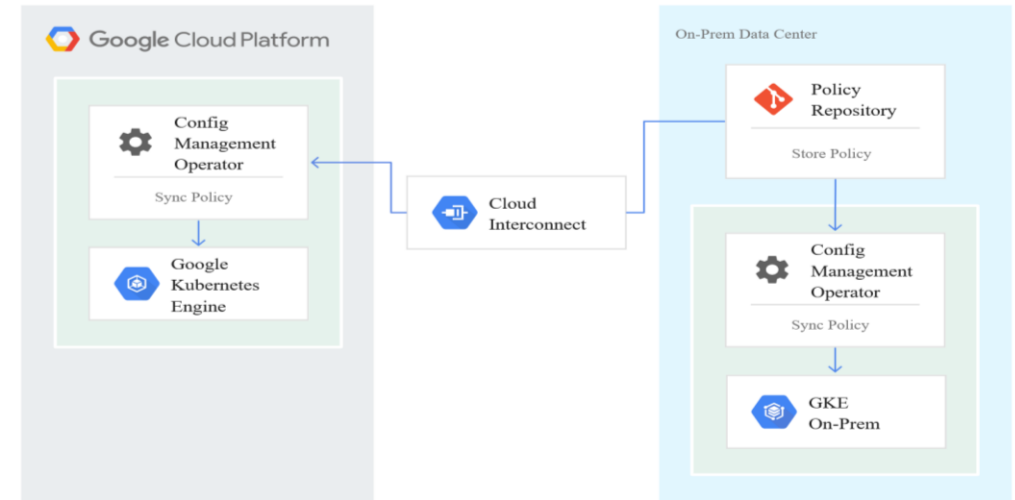 Google Cloud Platform
Config
Management
Operator
Sync Policy
Google
Kubernetes
Engine
Cloud
Interconnect
On-Prem Data Center
Policy
Repository
Store Policy
Config
Management
Operator
Sync Policy
GKE
On-Prem